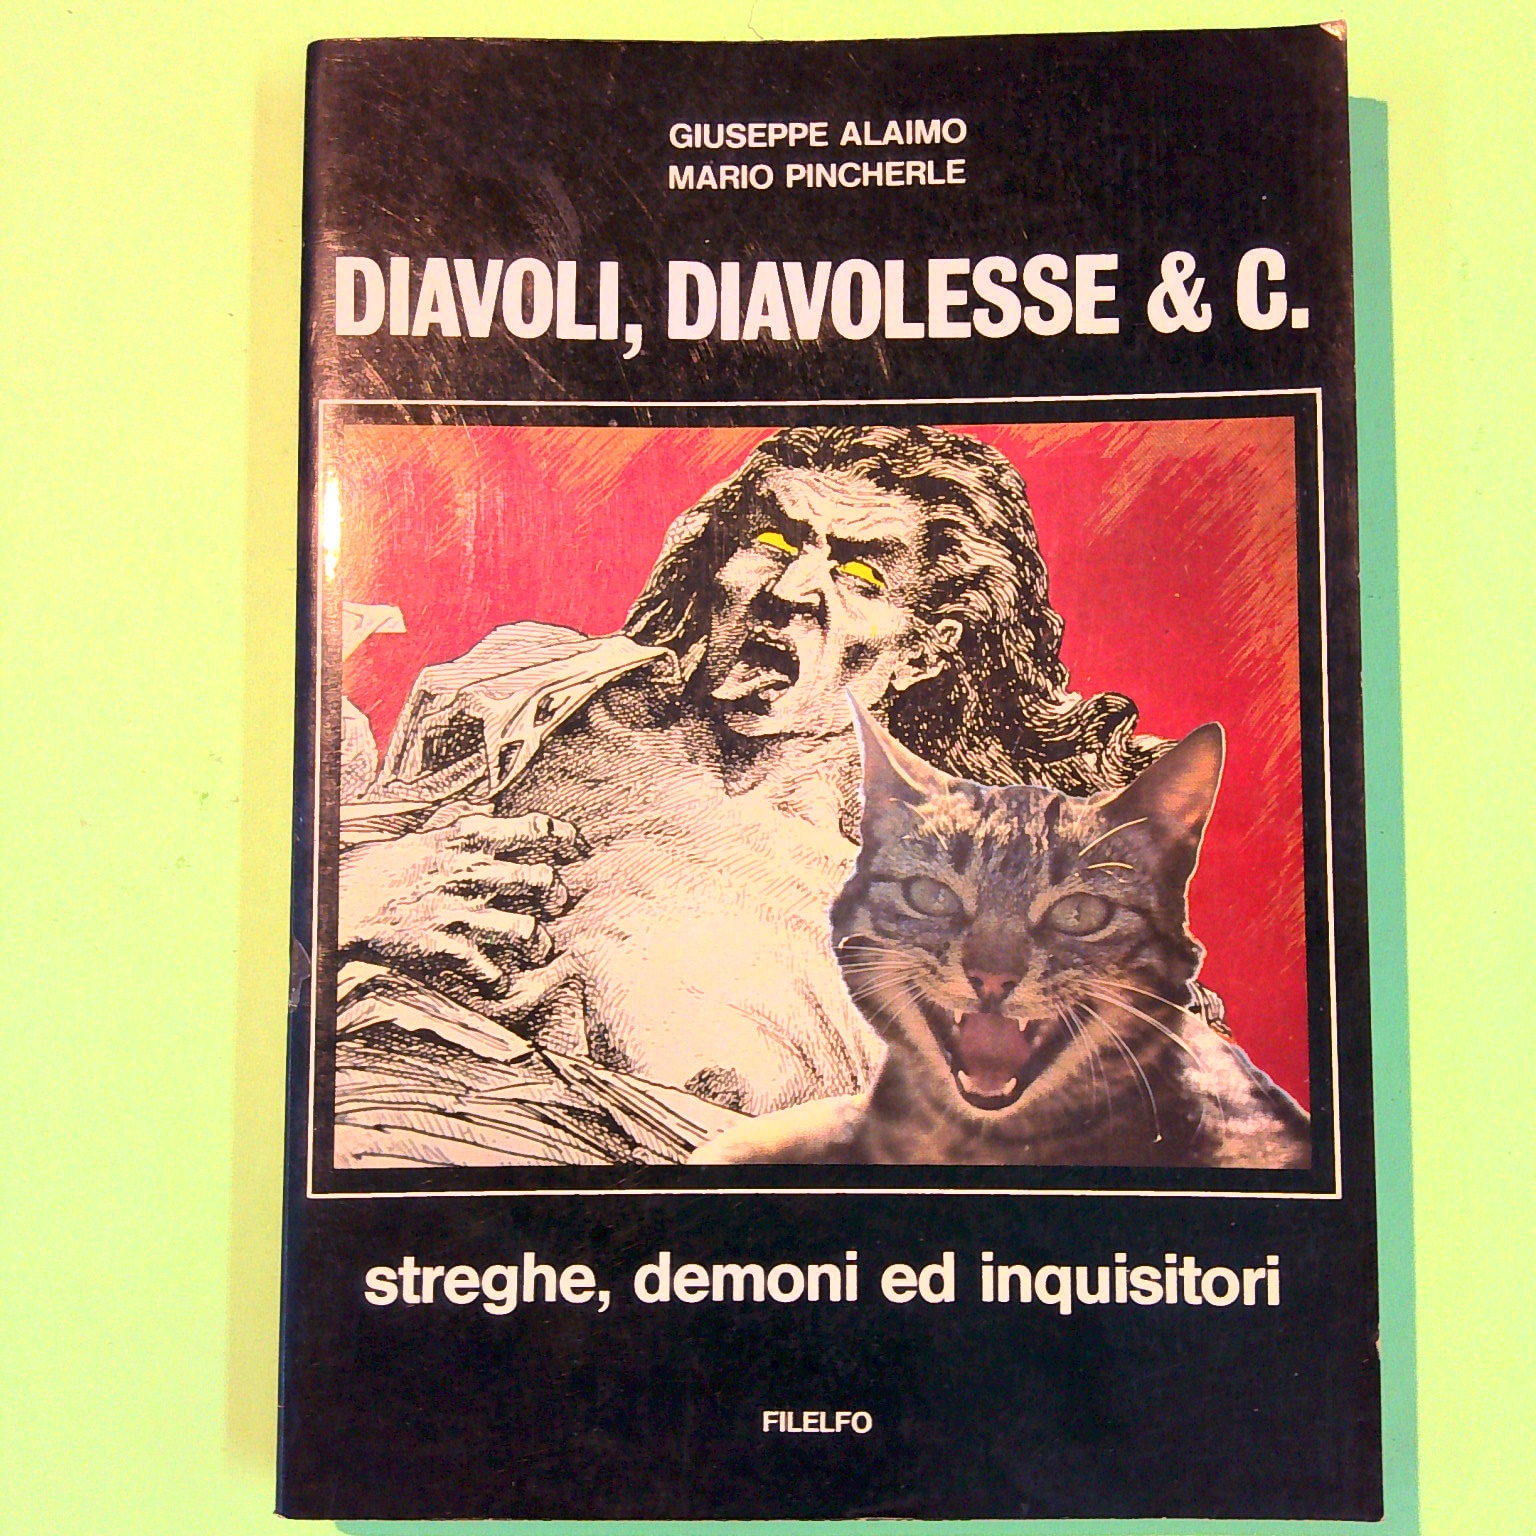 GIUSEPPE ALAIMO
MARIO PINCHERLE
DIAVOLI, DIAVOLESSE & C.
streghe, demoni ed inquisitori
FILELFO